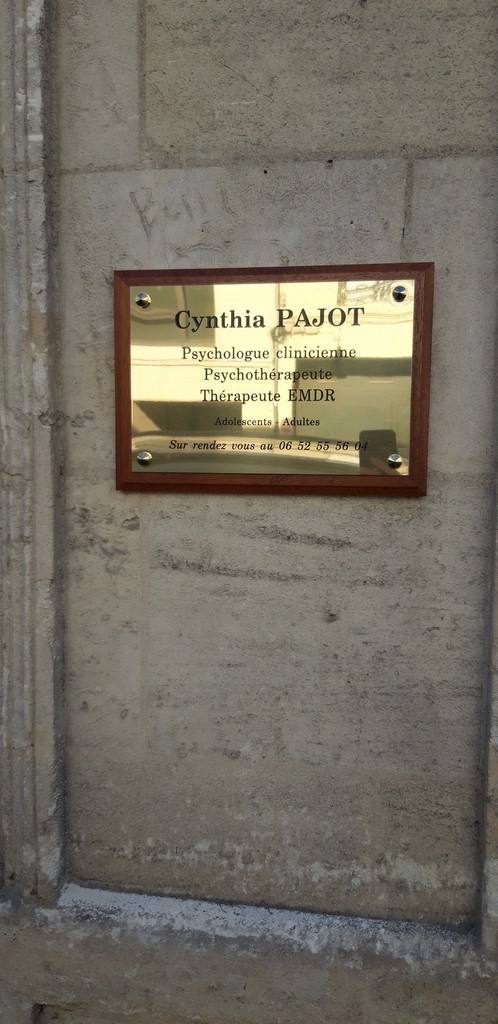 Cynthia PAJOT
Psychologue clinicienne
Psychothérapeute
Thérapeute EMDR
Adolescents - Adultes
Sur rendez vous au 06 52 55 56 04